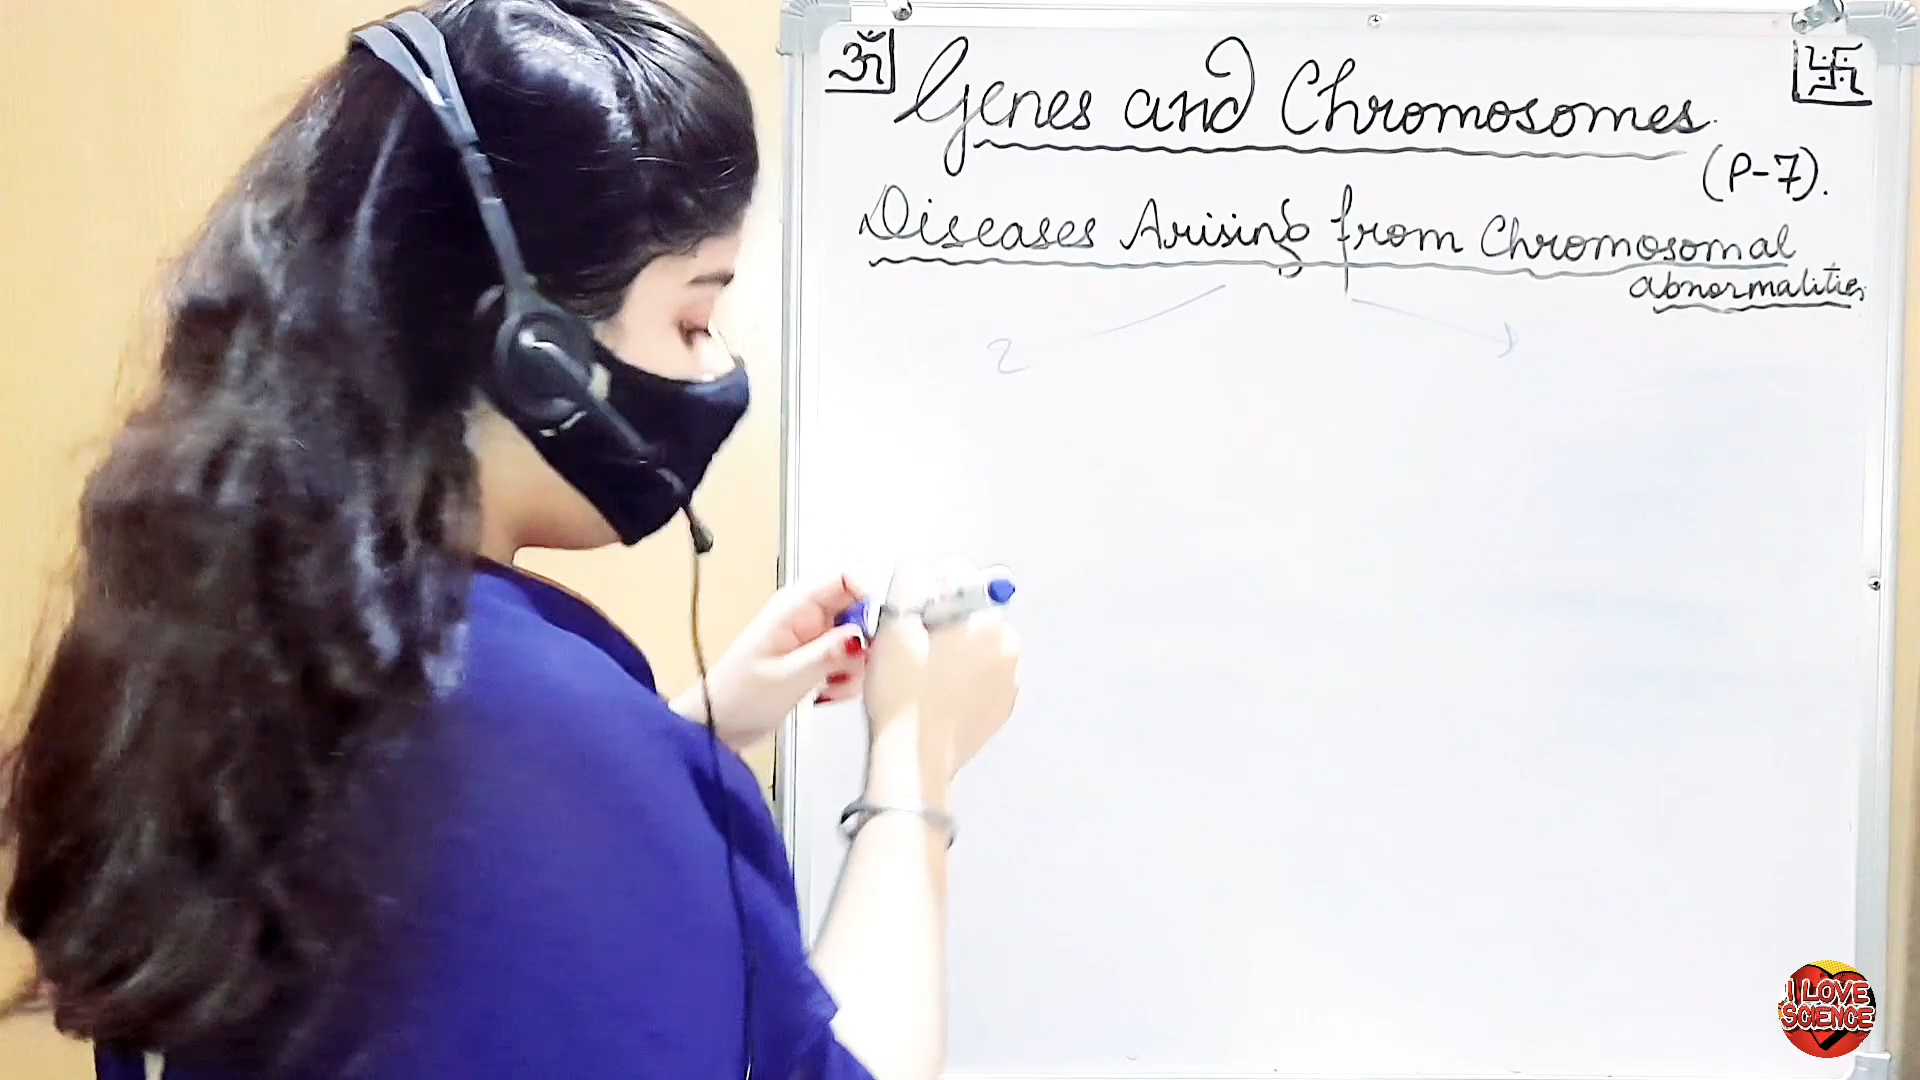 ॐ
Genes and Chromosomes.
(P-7).
Diseases Arising from Chromosomal
abnormalities
I LOVE
SCIENCE